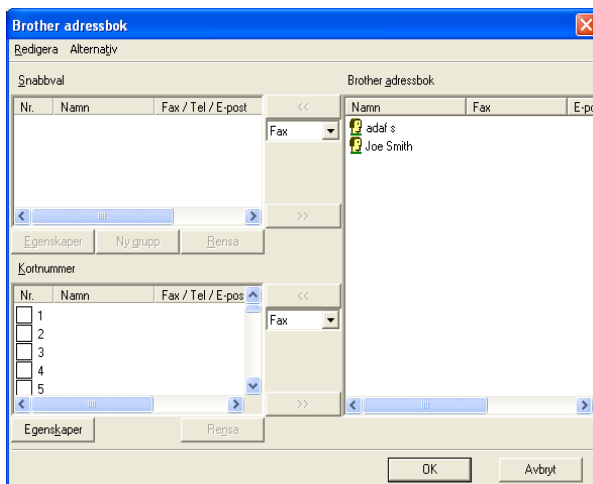 Brother adressbok
Redigera Alternativ
Snabbval
Nr. Namn Fax / Tel / E-post
<<
Fax
>>
Egenskaper Ny grupp Rensa
Kortnummer
Nr. Namn Fax / Tel / E-pos
1
2
3
4
5
<<
Fax
>>
Egenskaper Rensa
Brother adressbok
Namn Fax E-po
adaf s
Joe Smith
OK Avbryt